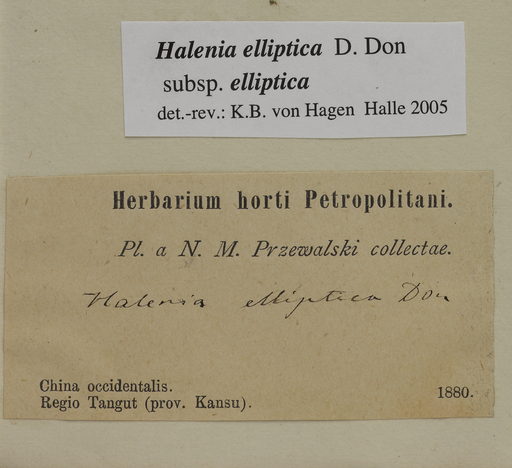 Halenia elliptica D. Don
subsp. elliptica
det.-rev.: K.B. von Hagen Halle 2005
Herbarium horti Petropolitani.
Pl. a N. M. Przewalski collectae.
Halenia elliptica Don
China occidentalis.
Regio Tangut (prov. Kansu).
1880.